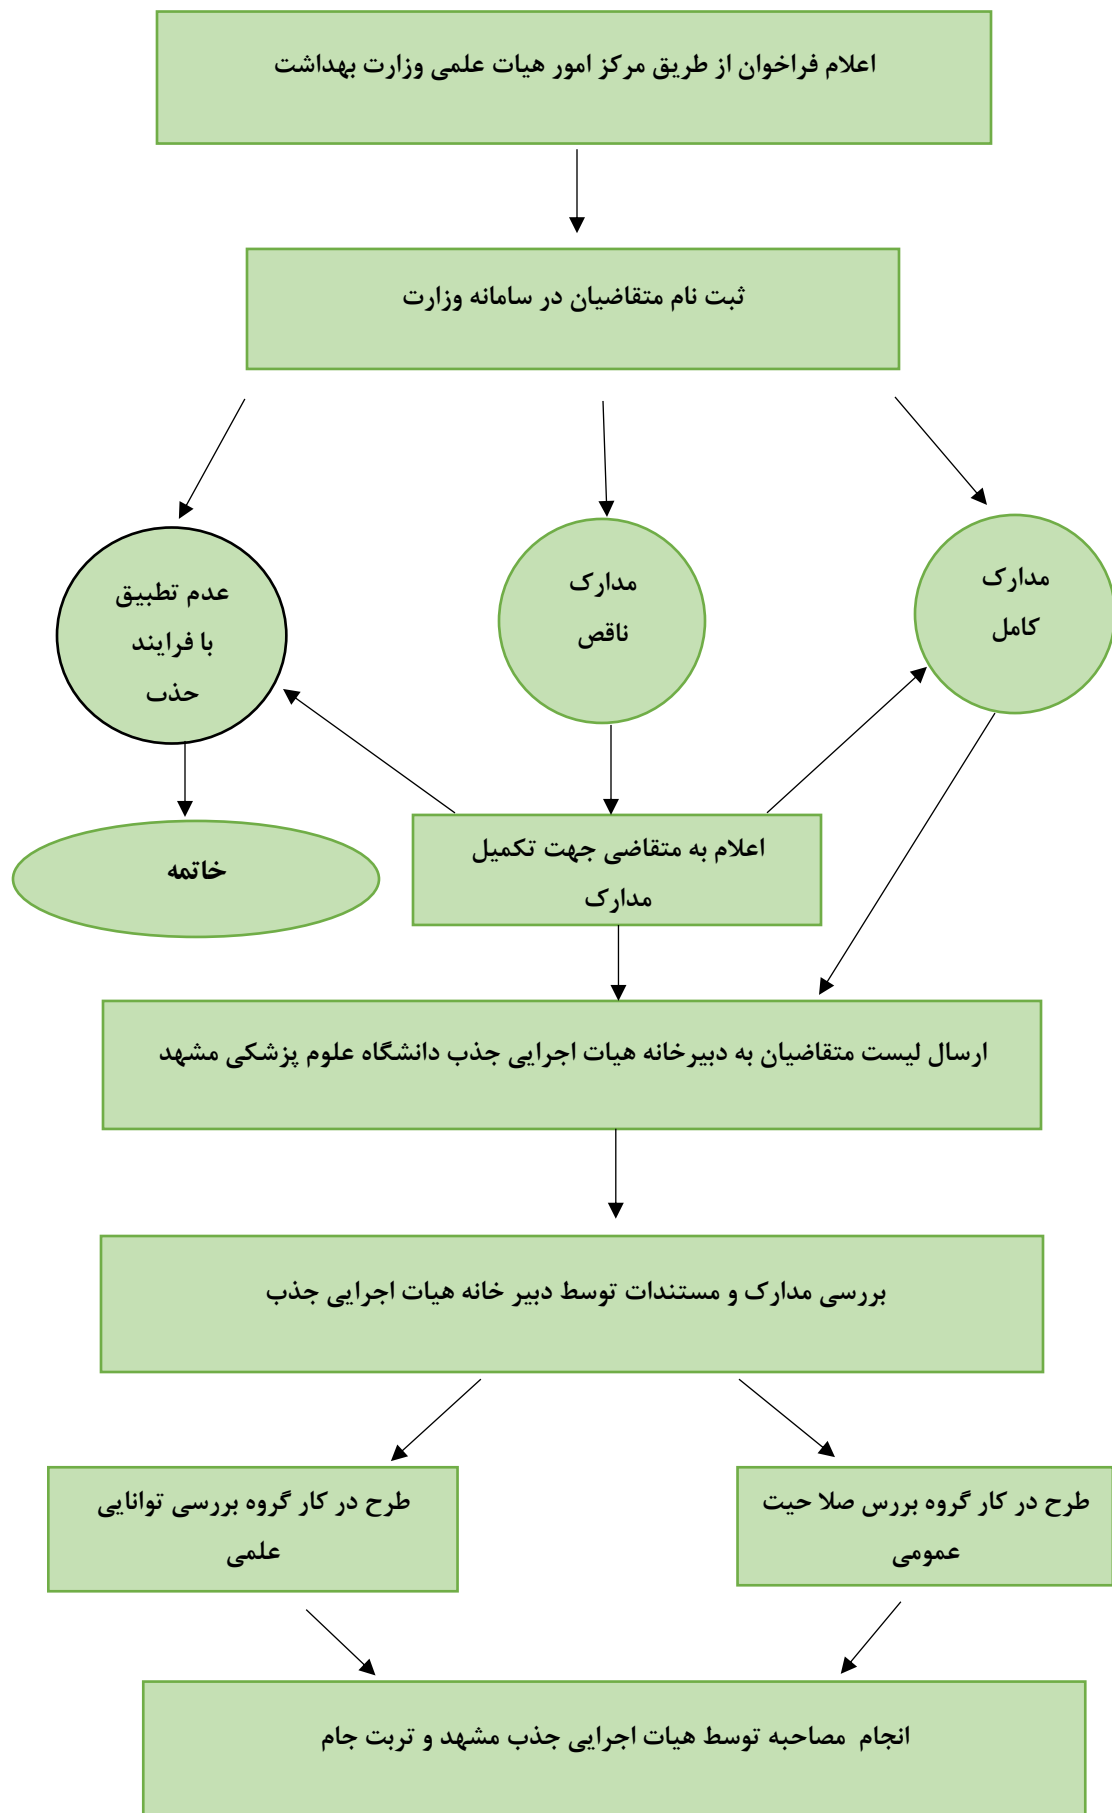 اعلام فراخوان از طریق مرکز امور هیات علمی وزارت بهداشت
ثبت نام متقاضیان در سامانه وزارت
مدارک
کامل
مدارک
ناقص
عدم تطبیق
با فرایند
حذب
اعلام به متقاضی جهت تکمیل
مدارک
خاتمه
ارسال لیست متقاضیان به دبیرخانه هیات اجرایی جذب دانشگاه علوم پزشکی مشهد
بررسی مدارک و مستندات توسط دبیر خانه هیات اجرایی جذب
طرح در کار گروه بررس صلا حیت
عمومی
طرح در کار گروه بررسی توانایی
علمی
انجام مصاحبه توسط هیات اجرایی جذب مشهد و تربت جام